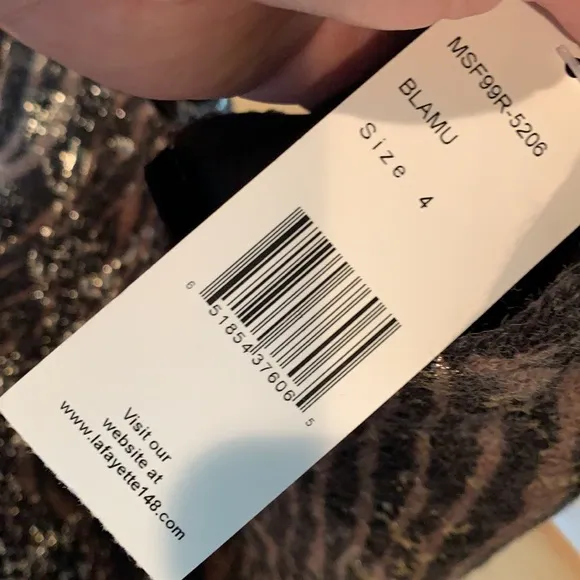 MSF99R-5206
BLAMU
Size 4
6 51854 37606 5
Visit our
website at
www.lafayette148.com